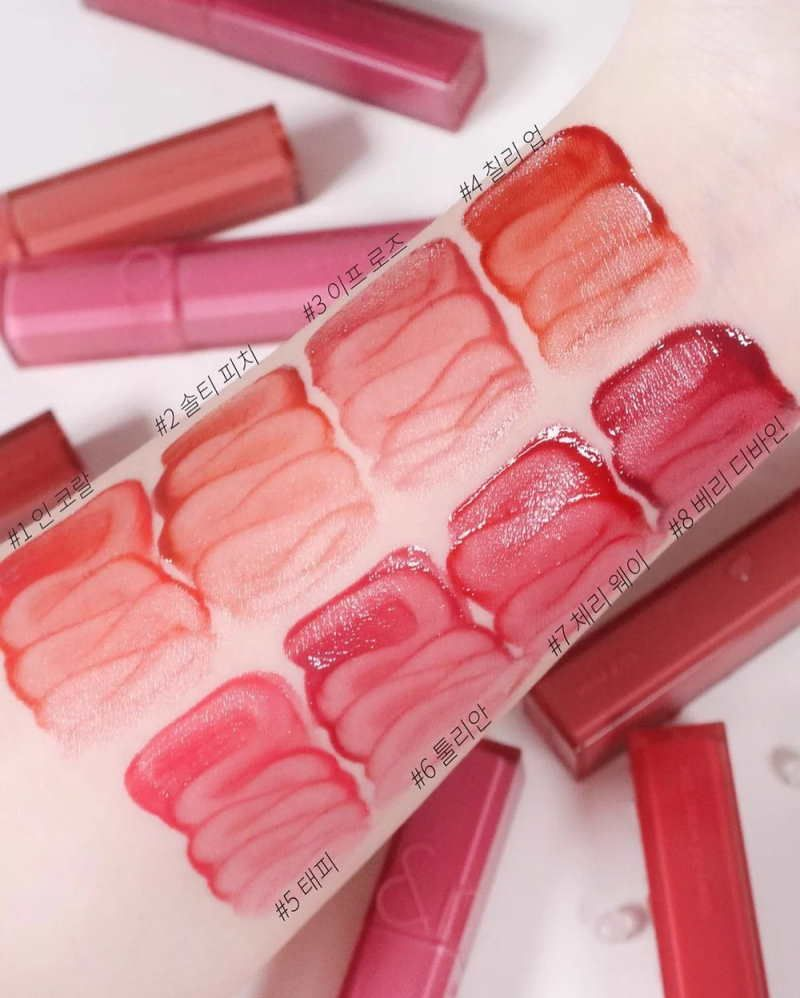 #1 인 코랄
#2 솔티 피치
#3 이프 로즈
#4 칠리 업
#5 태피
#6 툴리안
#7 체리 웨이
#8 베리 디바인
&